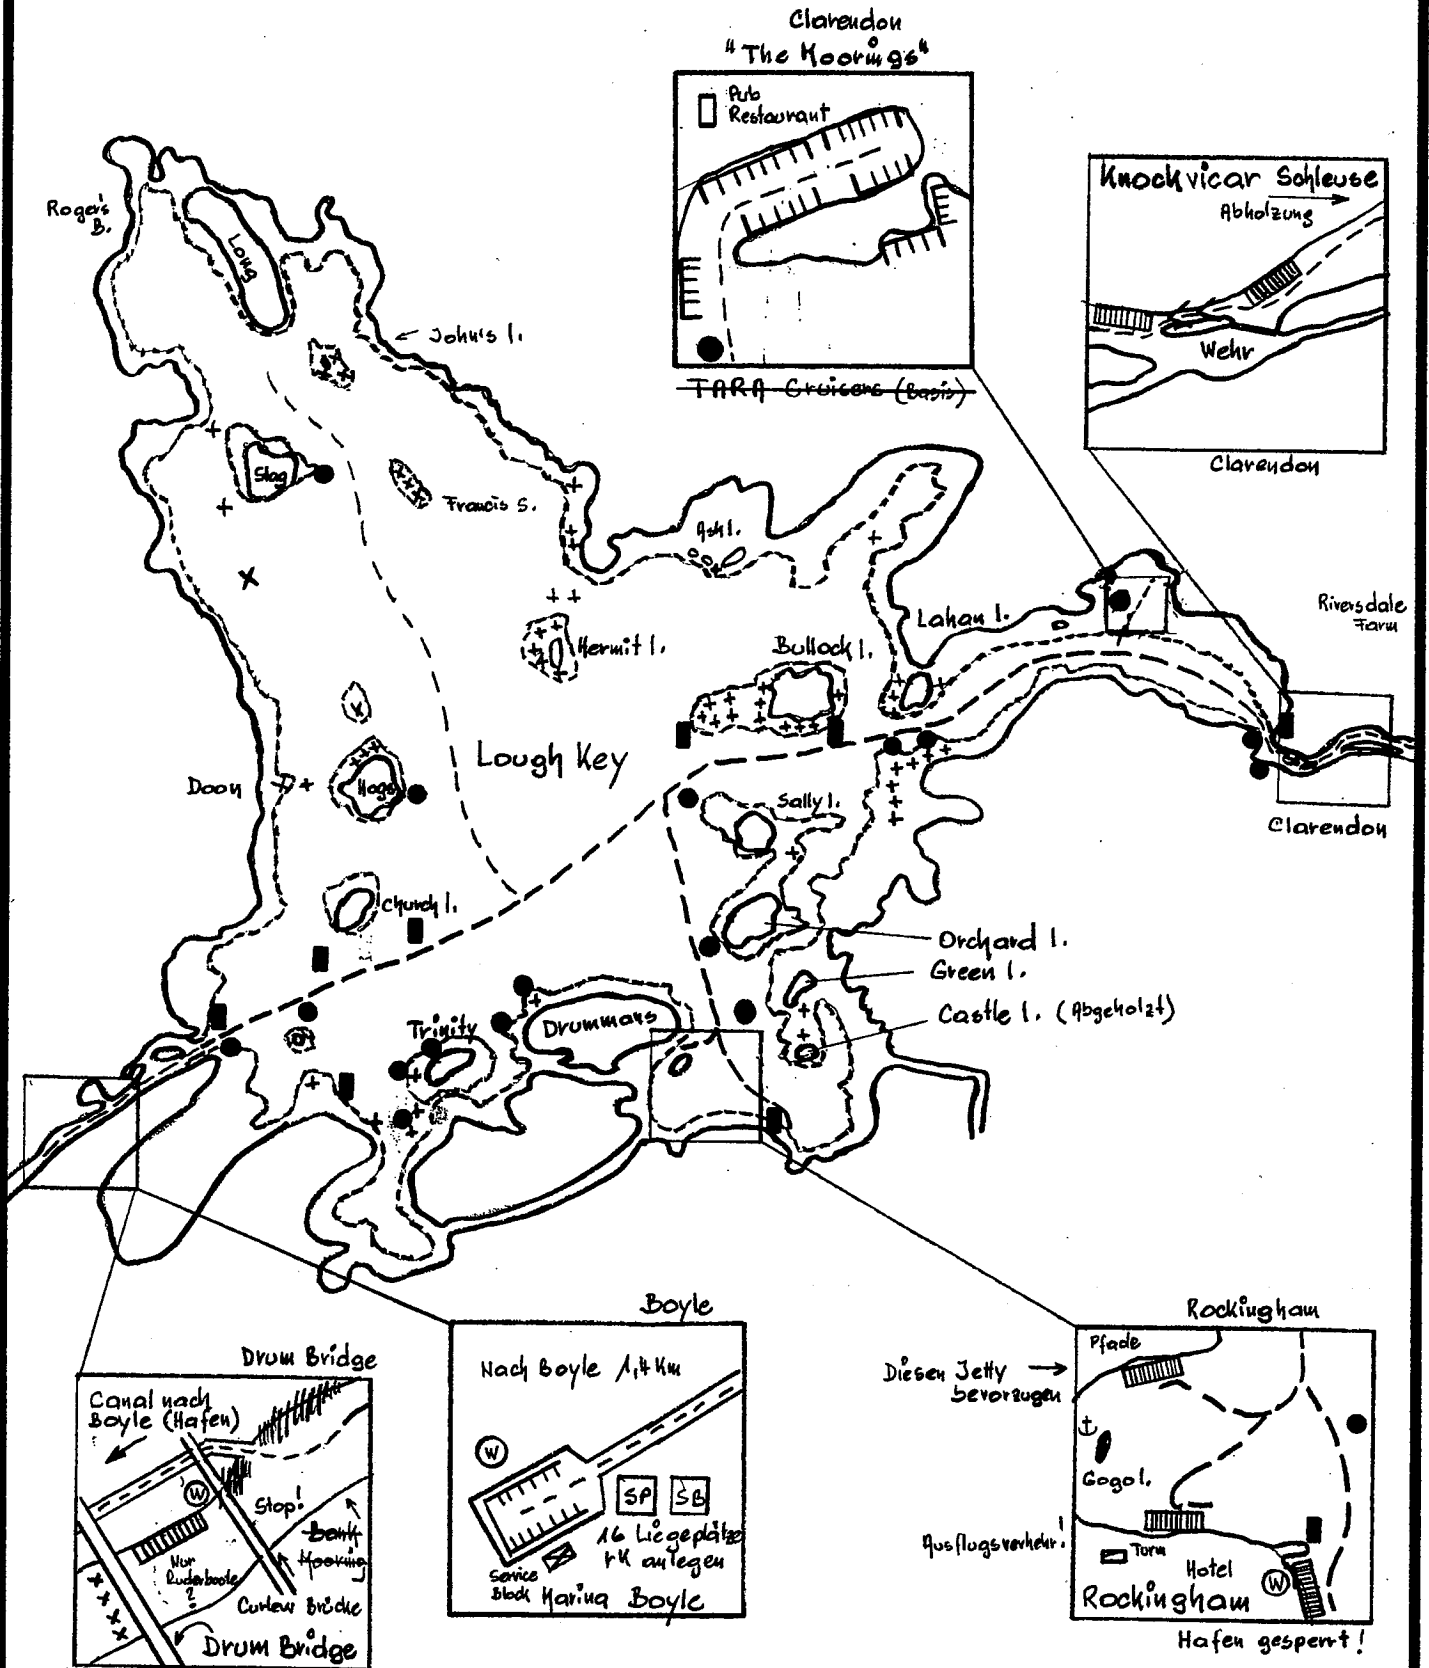 Clarendon
"The Moorings"
Pub
Restaurant
TARA Cruisers (Basis)
Knockvicar Schleuse
Abholzung
Wehr
Clarendon
Roger's
B.
Long
John's I.
Stag
Francis S.
Ash I.
Hermit I.
Bullock I.
Lahan I.
Riversdale
Farm
Lough Key
Doon
Hogs
Sally I.
Clarendon
Church I.
Orchard I.
Green I.
Castle I. (Abgeholzt)
Trinity
Drummans
Drum Bridge
Canal nach
Boyle (Hafen)
W
Stop!
Bank
Mooring
Nur
Ruderboote
?
Curlew Brücke
Drum Bridge
Boyle
Nach Boyle 1,4 Km
W
SP SB
16 Liegeplätze
rK anlegen
Service
Block
Marina Boyle
Rockingham
Pfade
Diesen Jetty
bevorzugen
Gogo I.
Ausflugsverkehr!
Turm
Hotel
W
Rockingham
Hafen gesperrt!